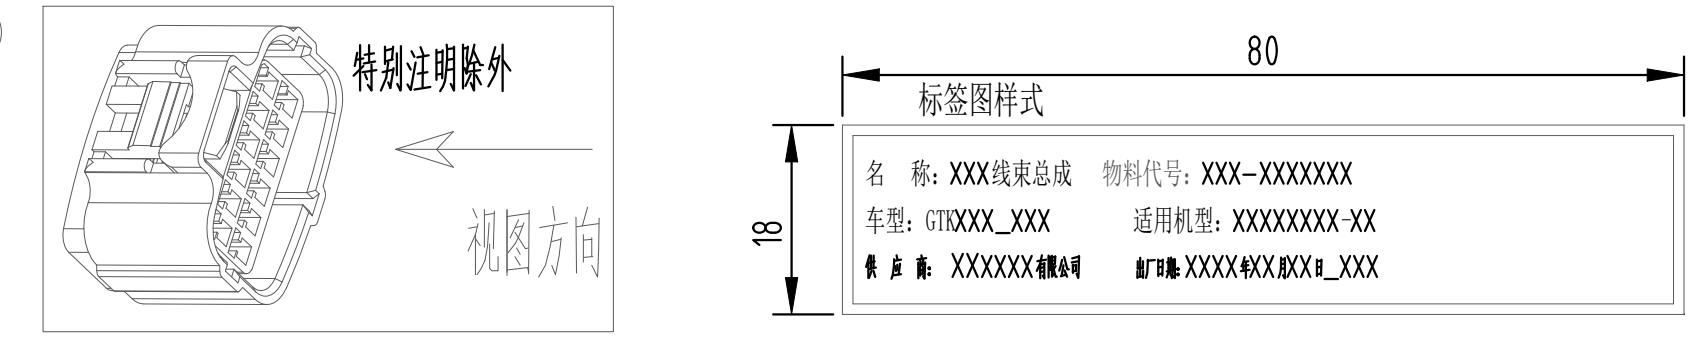 特别注明除外
视图方向
80
标签图样式
18
名 称: XXX线束总成 物料代号: XXX-XXXXXXX
车型: GTKXXX_XXX 适用机型: XXXXXXXX-XX
供 应 商: XXXXXX有限公司 出厂日期: XXXX年XX月XX日_XXX